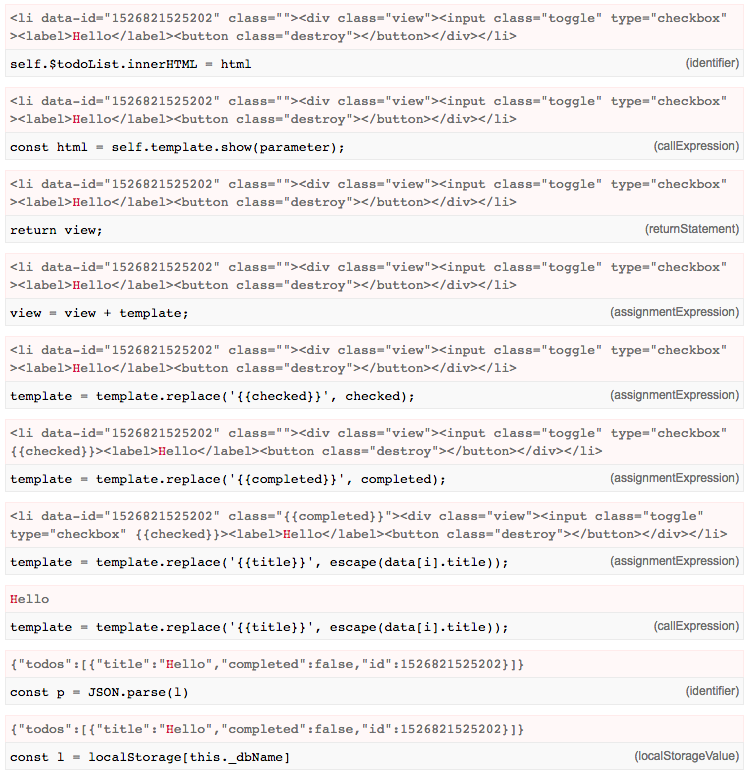 <li data-id="1526821525202" class=""><div class="view"><input class="toggle" type="checkbox"
><label>Hello</label><button class="destroy"></button></div></li>
self.$todoList.innerHTML = html (identifier)
<li data-id="1526821525202" class=""><div class="view"><input class="toggle" type="checkbox"
><label>Hello</label><button class="destroy"></button></div></li>
const html = self.template.show(parameter); (callExpression)
<li data-id="1526821525202" class=""><div class="view"><input class="toggle" type="checkbox"
><label>Hello</label><button class="destroy"></button></div></li>
return view; (returnStatement)
<li data-id="1526821525202" class=""><div class="view"><input class="toggle" type="checkbox"
><label>Hello</label><button class="destroy"></button></div></li>
view = view + template; (assignmentExpression)
<li data-id="1526821525202" class=""><div class="view"><input class="toggle" type="checkbox"
><label>Hello</label><button class="destroy"></button></div></li>
template = template.replace('{{checked}}', checked); (assignmentExpression)
<li data-id="1526821525202" class=""><div class="view"><input class="toggle" type="checkbox"
{{checked}}><label>Hello</label><button class="destroy"></button></div></li>
template = template.replace('{{completed}}', completed); (assignmentExpression)
<li data-id="1526821525202" class="{{completed}}"><div class="view"><input class="toggle"
type="checkbox" {{checked}}><label>Hello</label><button class="destroy"></button></div></li>
template = template.replace('{{title}}', escape(data[i].title)); (assignmentExpression)
Hello
template = template.replace('{{title}}', escape(data[i].title)); (callExpression)
{"todos":[{"title":"Hello","completed":false,"id":1526821525202}]}
const p = JSON.parse(l) (identifier)
{"todos":[{"title":"Hello","completed":false,"id":1526821525202}]}
const l = localStorage[this._dbName] (localStorageValue)